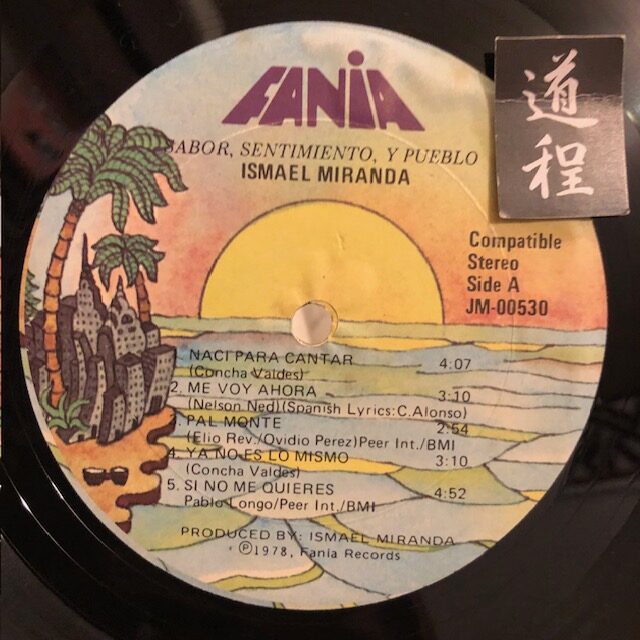 FANIA
SABOR, SENTIMIENTO, Y PUEBLO
ISMAEL MIRANDA
道程
Compatible
Stereo
Side A
JM-00530
1. NACI PARA CANTAR 4:07
(Concha Valdes)
2. ME VOY AHORA 3:10
(Nelson Ned)(Spanish Lyrics:C.Allonso)
3. PAL MONTE 2:54
(Elio Rev./Ovidio Perez)Peer Int./BMI
4. YA NO ES LO MISMO 3:10
(Concha Valdes)
5. SI NO ME QUIERES 4:52
Pablo Longo/Peer Int./BMI
PRODUCED BY: ISMAEL MIRANDA
Ⓟ1978, Fania Records